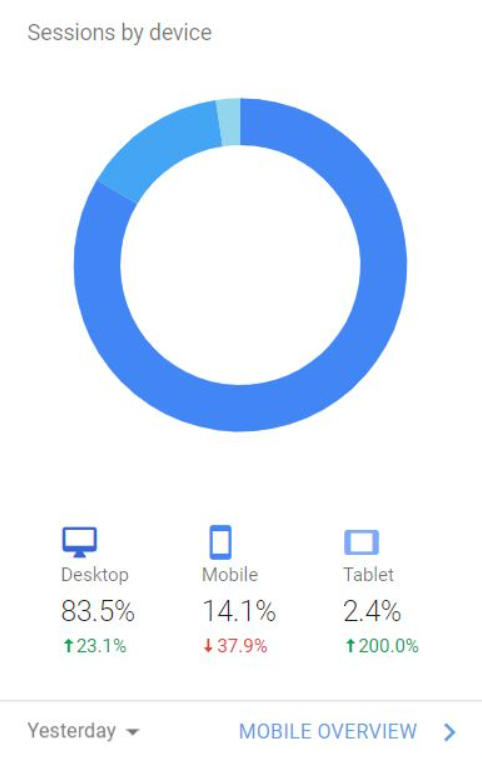 Sessions by device
Desktop Mobile Tablet
83.5% 14.1% 2.4%
↑23.1% ↓37.9% ↑200.0%
Yesterday MOBILE OVERVIEW